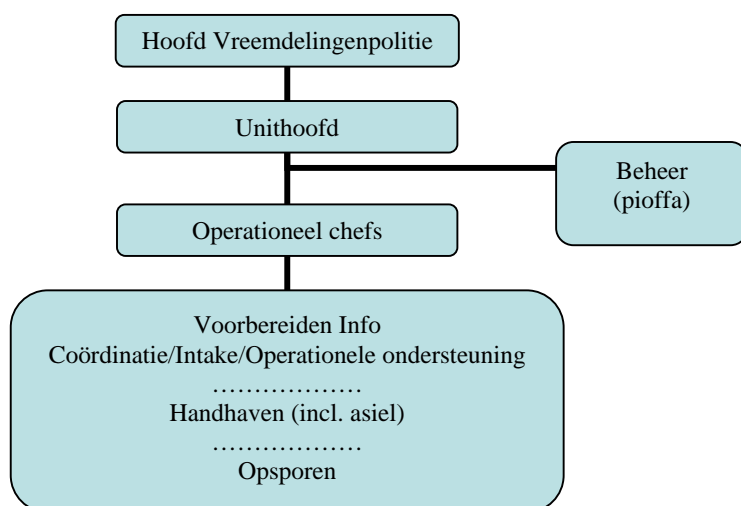 Hoofd Vreemdelingenpolitie
Unithoofd
Beheer
(pioffa)
Operationeel chefs
Voorbereiden Info
Coördinatie/Intake/Operationele ondersteuning
………………
Handhaven (incl. asiel)
………………
Opsporen